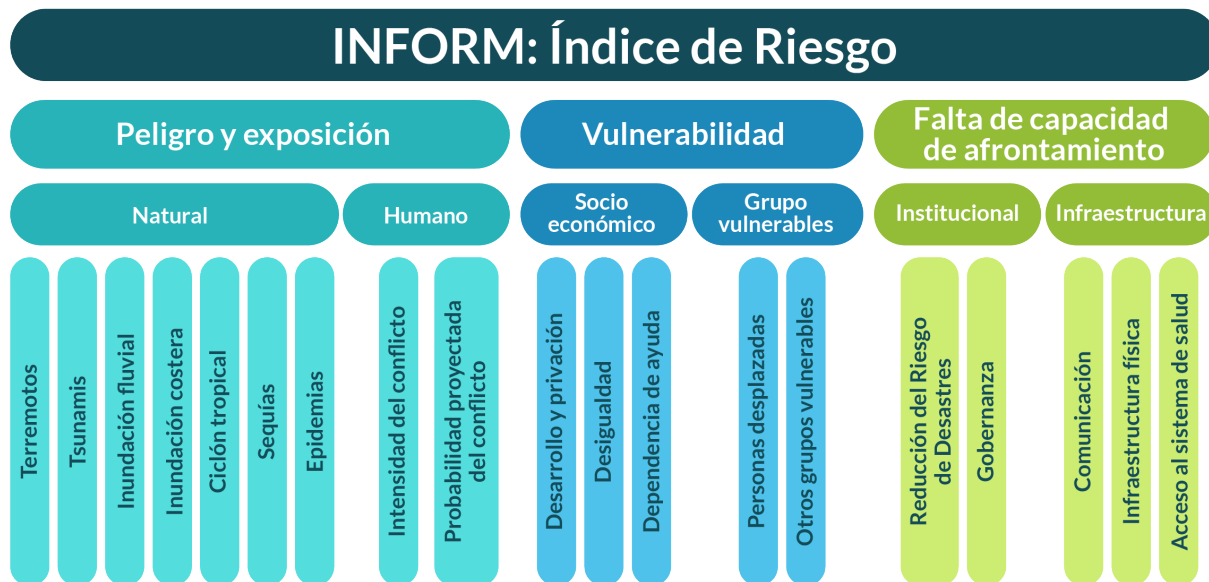 INFORM: Índice de Riesgo
Peligro y exposición
Vulnerabilidad
Falta de capacidad
de afrontamiento
Natural
Humano
Socio
económico
Grupo
vulnerables
Institucional
Infraestructura
Terremotos
Tsunamis
Inundación fluvial
Inundación costera
Ciclón tropical
Sequías
Epidemias
Intensidad del conflicto
Probabilidad proyectada
del conflicto
Desarrollo y privación
Desigualdad
Dependencia de ayuda
Personas desplazadas
Otros grupos vulnerables
Reducción del Riesgo
de Desastres
Gobernanza
Comunicación
Infraestructura física
Acceso al sistema de salud